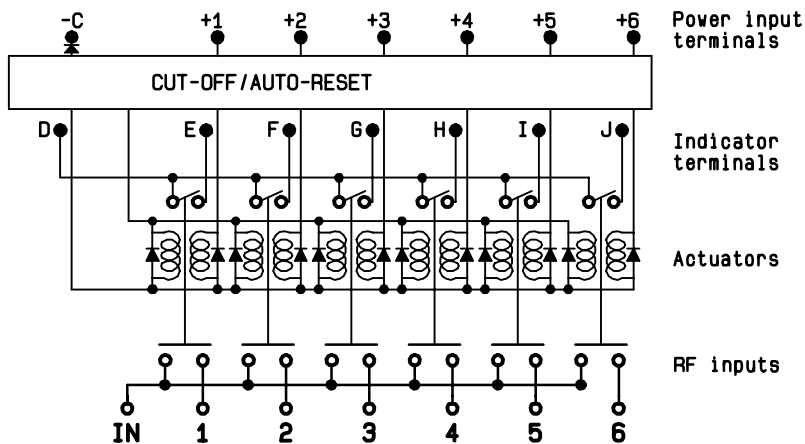 -C +1 +2 +3 +4 +5 +6 Power input
terminals
CUT-OFF/AUTO-RESET
D E F G H I J Indicator
terminals
Actuators
RF inputs
IN 1 2 3 4 5 6